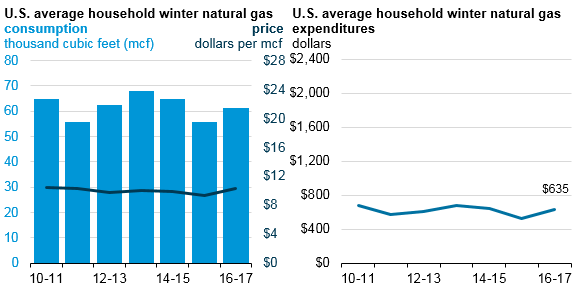 U.S. average household winter natural gas
consumption price
thousand cubic feet (mcf) dollars per mcf
80 $28
70 $24
60 $20
50 $16
40 $12
30 $8
20 $4
10 $0
0
10-11 12-13 14-15 16-17
U.S. average household winter natural gas
expenditures
dollars
$2,400
$2,000
$1,600
$1,200
$800
$400
$0
$635
10-11 12-13 14-15 16-17